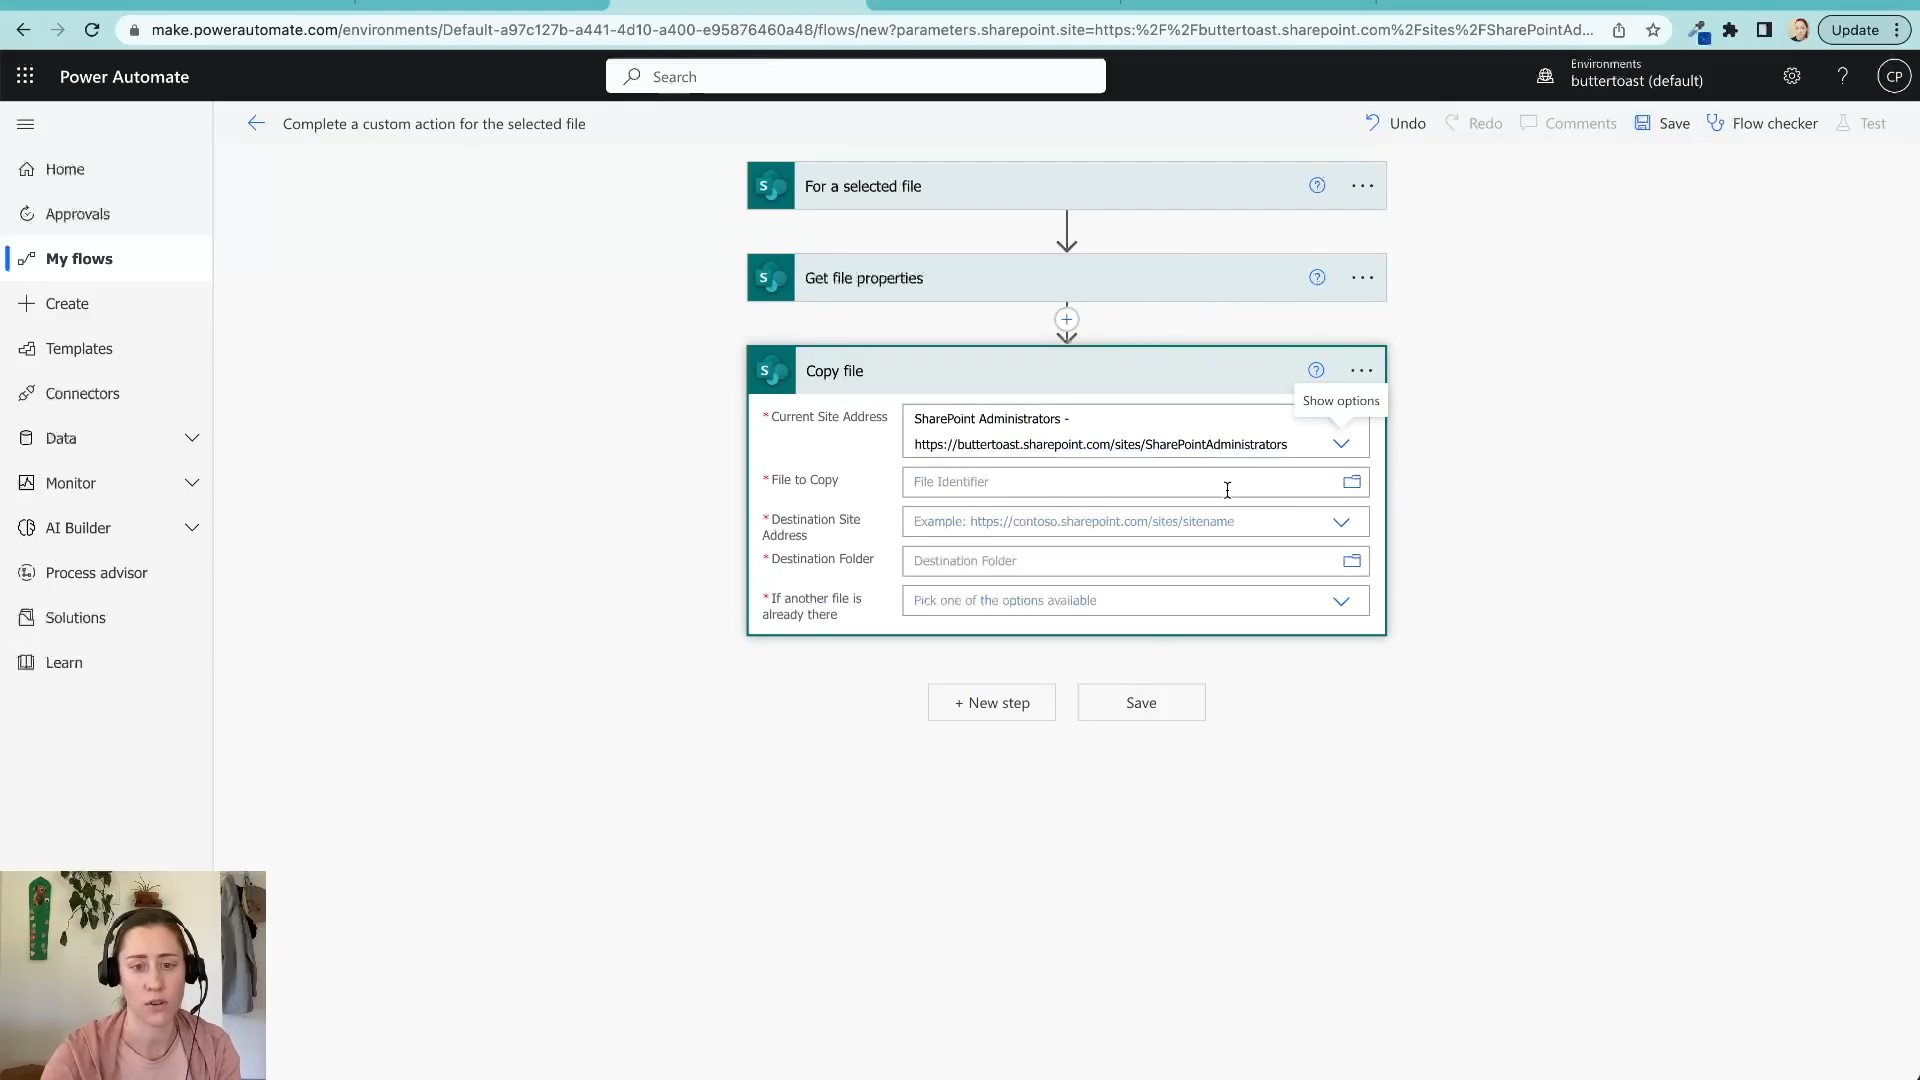 make.powerautomate.com/environments/Default-a97c127b-a441-4d10-a400-e95876460a48/flows/new?parameters.sharepoint.site=https:%2F%2Fbuttertoast.sharepoint.com%2Fsites%2FSharePointAd...
Update
Power Automate
Search
Environments
buttertoast (default)
?
CP
Complete a custom action for the selected file
Undo
Redo
Comments
Save
Flow checker
Test
Home
Approvals
My flows
Create
Templates
Connectors
Data
Monitor
AI Builder
Process advisor
Solutions
Learn
S
For a selected file
?
...
S
Get file properties
?
...
S
Copy file
?
...
Show options
* Current Site Address
SharePoint Administrators -
https://buttertoast.sharepoint.com/sites/SharePointAdministrators
* File to Copy
File Identifier
* Destination Site
Address
Example: https://contoso.sharepoint.com/sites/sitename
* Destination Folder
Destination Folder
* If another file is
already there
Pick one of the options available
+ New step
Save